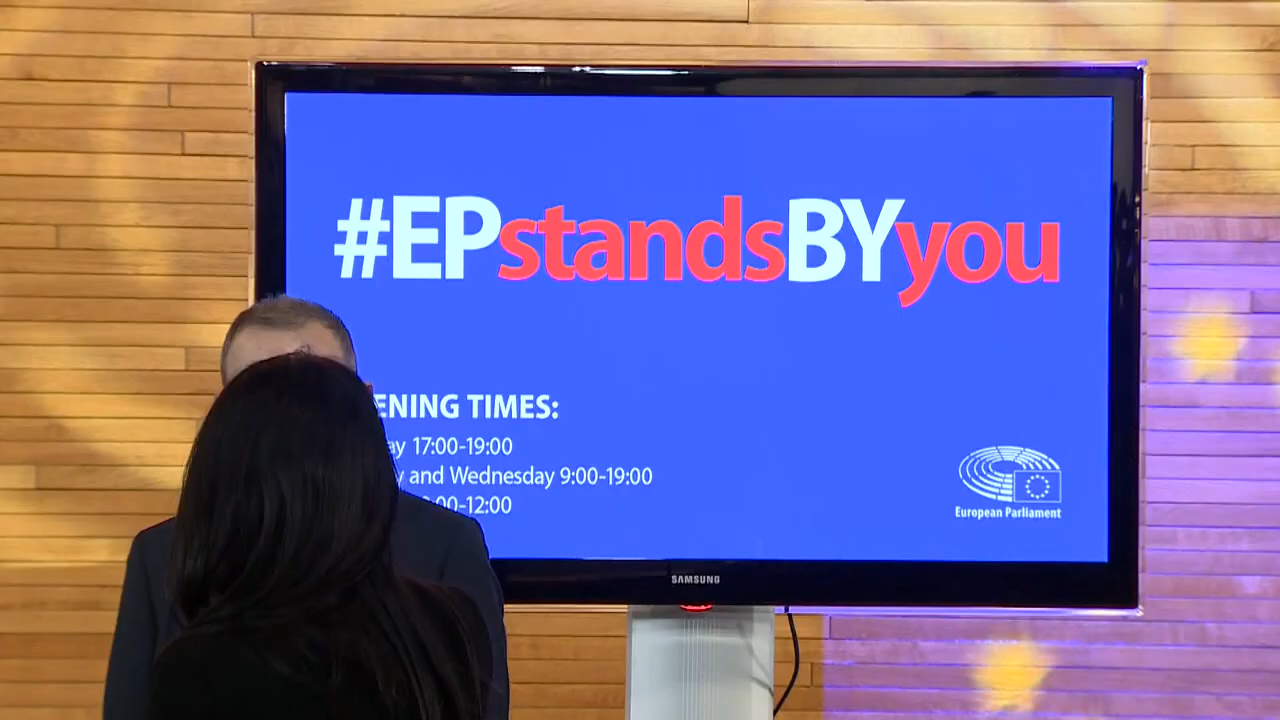 #EPstandsBYyou
ENING TIMES:
ay 17:00-19:00
and Wednesday 9:00-19:00
00-12:00
European Parliament
SAMSUNG